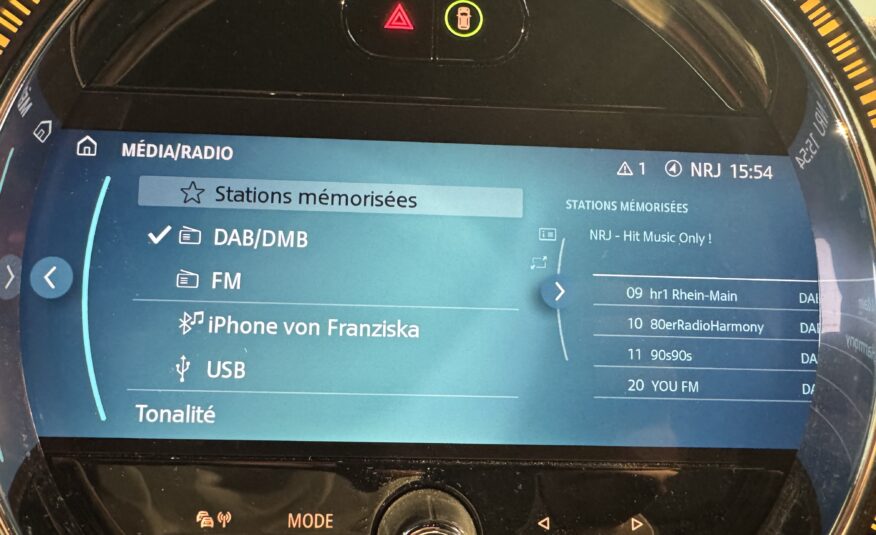 MÉDIA/RADIO
1 NRJ 15:54
Stations mémorisées
DAB/DMB
FM
iPhone von Franziska
USB
Tonalité
STATIONS MÉMORISÉES
NRJ - Hit Music Only !
09 hr1 Rhein-Main
10 80erRadioHarmony
11 90s90s
20 YOU FM
MODE